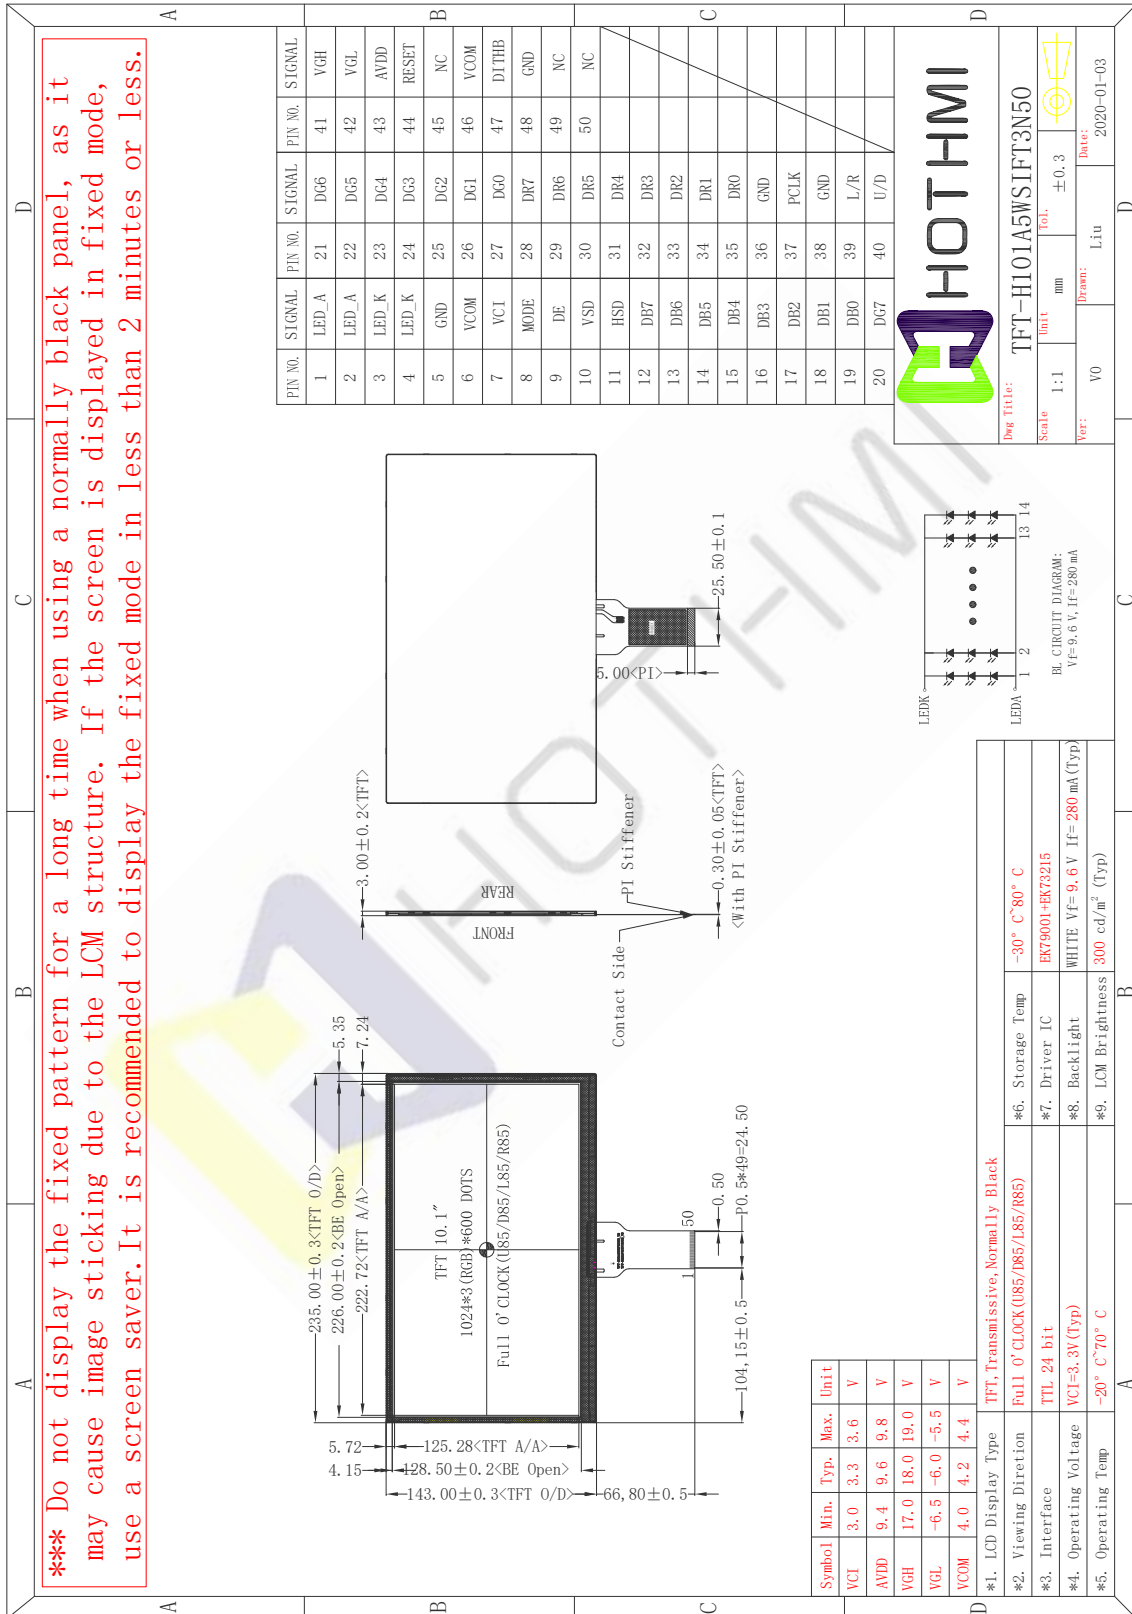 *** Do not display the fixed pattern for a long time when using a normally black panel, as it
may cause image sticking due to the LCM structure. If the screen is displayed in fixed mode,
use a screen saver.It is recommended to display the fixed mode in less than 2 minutes or less.
A B C D
235.00±0.3<TFT O/D>
226.00±0.2<BE Open>
222.72<TFT A/A>
5.35
7.24
5.72
4.15
125.28<TFT A/A>
128.50±0.2<BE Open>
143.00±0.3<TFT O/D>
66,80±0.5
TFT 10.1″
1024*3(RGB)*600 DOTS
Full O'CLOCK(U85/D85/L85/R85)
1 50
0.50
P0.5*49=24.50
104,15±0.5
3.00±0.2<TFT>
FRONT
REAR
Contact Side
PI Stiffener
0.30±0.05<TFT>
<With PI Stiffener>
5.00<PI>
25.50±0.1
PIN NO. SIGNAL PIN NO. SIGNAL PIN NO. SIGNAL
1 LED_A 21 DG6 41 VGH
2 LED_A 22 DG5 42 VGL
3 LED_K 23 DG4 43 AVDD
4 LED_K 24 DG3 44 RESET
5 GND 25 DG2 45 NC
6 VCOM 26 DG1 46 VCOM
7 VCI 27 DG0 47 DITHB
8 MODE 28 DR7 48 GND
9 DE 29 DR6 49 NC
10 VSD 30 DR5 50 NC
11 HSD 31 DR4
12 DB7 32 DR3
13 DB6 33 DR2
14 DB5 34 DR1
15 DB4 35 DR0
16 DB3 36 GND
17 DB2 37 PCLK
18 DB1 38 GND
19 DB0 39 L/R
20 DG7 40 U/D
Symbol Min. Typ. Max. Unit
VCI 3.0 3.3 3.6 V
AVDD 9.4 9.6 9.8 V
VGH 17.0 18.0 19.0 V
VGL -6.5 -6.0 -5.5 V
VCOM 4.0 4.2 4.4 V
*1. LCD Display Type TFT,Transmissive,Normally Black
*2. Viewing Diretion Full O'CLOCK(U85/D85/L85/R85)
*3. Interface TTL 24 bit
*4. Operating Voltage VCI=3.3V(Typ)
*5. Operating Temp -20° C~70° C
*6. Storage Temp -30° C~80° C
*7. Driver IC EK79001+EK73215
*8. Backlight WHITE Vf= 9.6 V If= 280 mA(Typ)
*9. LCM Brightness 300 cd/m² (Typ)
LEDK
LEDA
1 2 13 14
BL CIRCUIT DIAGRAM:
Vf=9.6 V,If=280 mA
HOTHMI
Dwg Title:
TFT-H101A5WSIFT3N50
Scale 1:1 Unit mm Tol. ±0.3
Ver: V0 Drawn: Liu Date: 2020-01-03
A B C D
HOTHMI